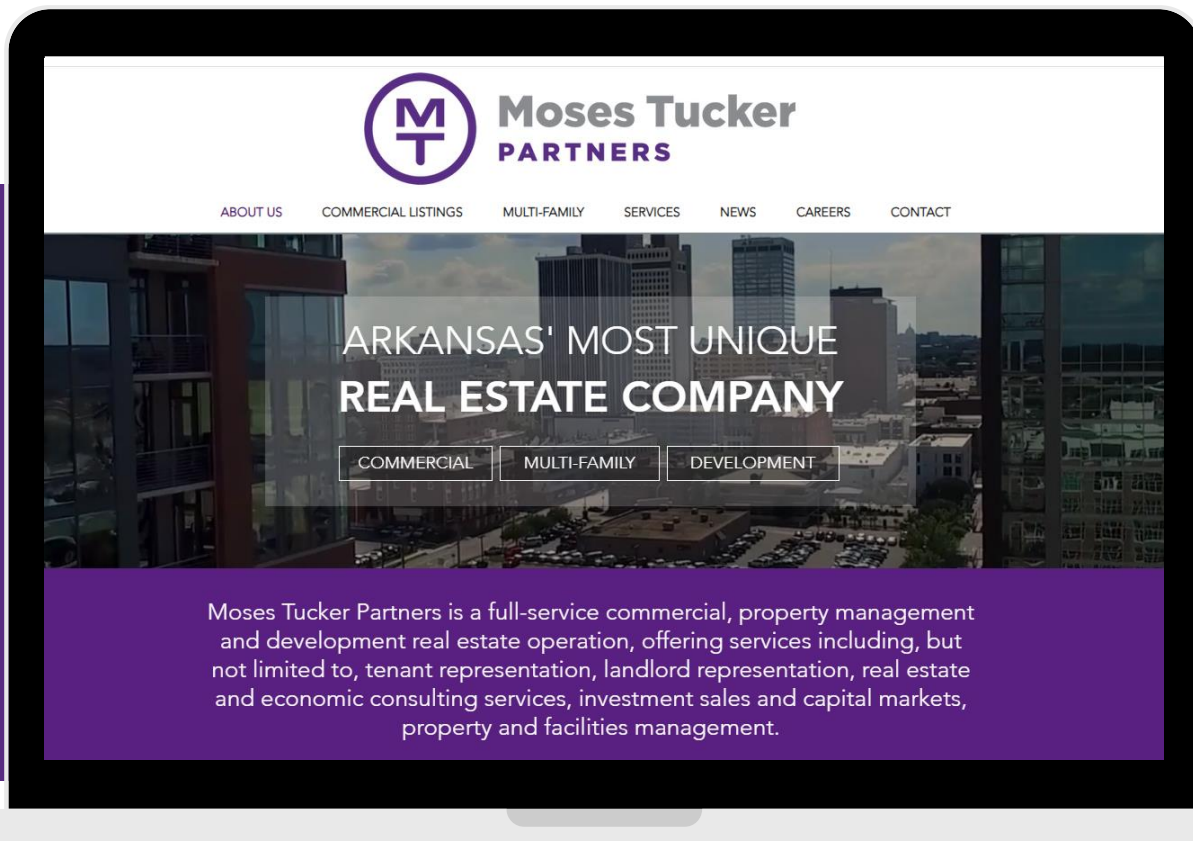 MT
Moses Tucker
PARTNERS
ABOUT US COMMERCIAL LISTINGS MULTI-FAMILY SERVICES NEWS CAREERS CONTACT
ARKANSAS' MOST UNIQUE
REAL ESTATE COMPANY
COMMERCIAL MULTI-FAMILY DEVELOPMENT
Moses Tucker Partners is a full-service commercial, property management
and development real estate operation, offering services including, but
not limited to, tenant representation, landlord representation, real estate
and economic consulting services, investment sales and capital markets,
property and facilities management.